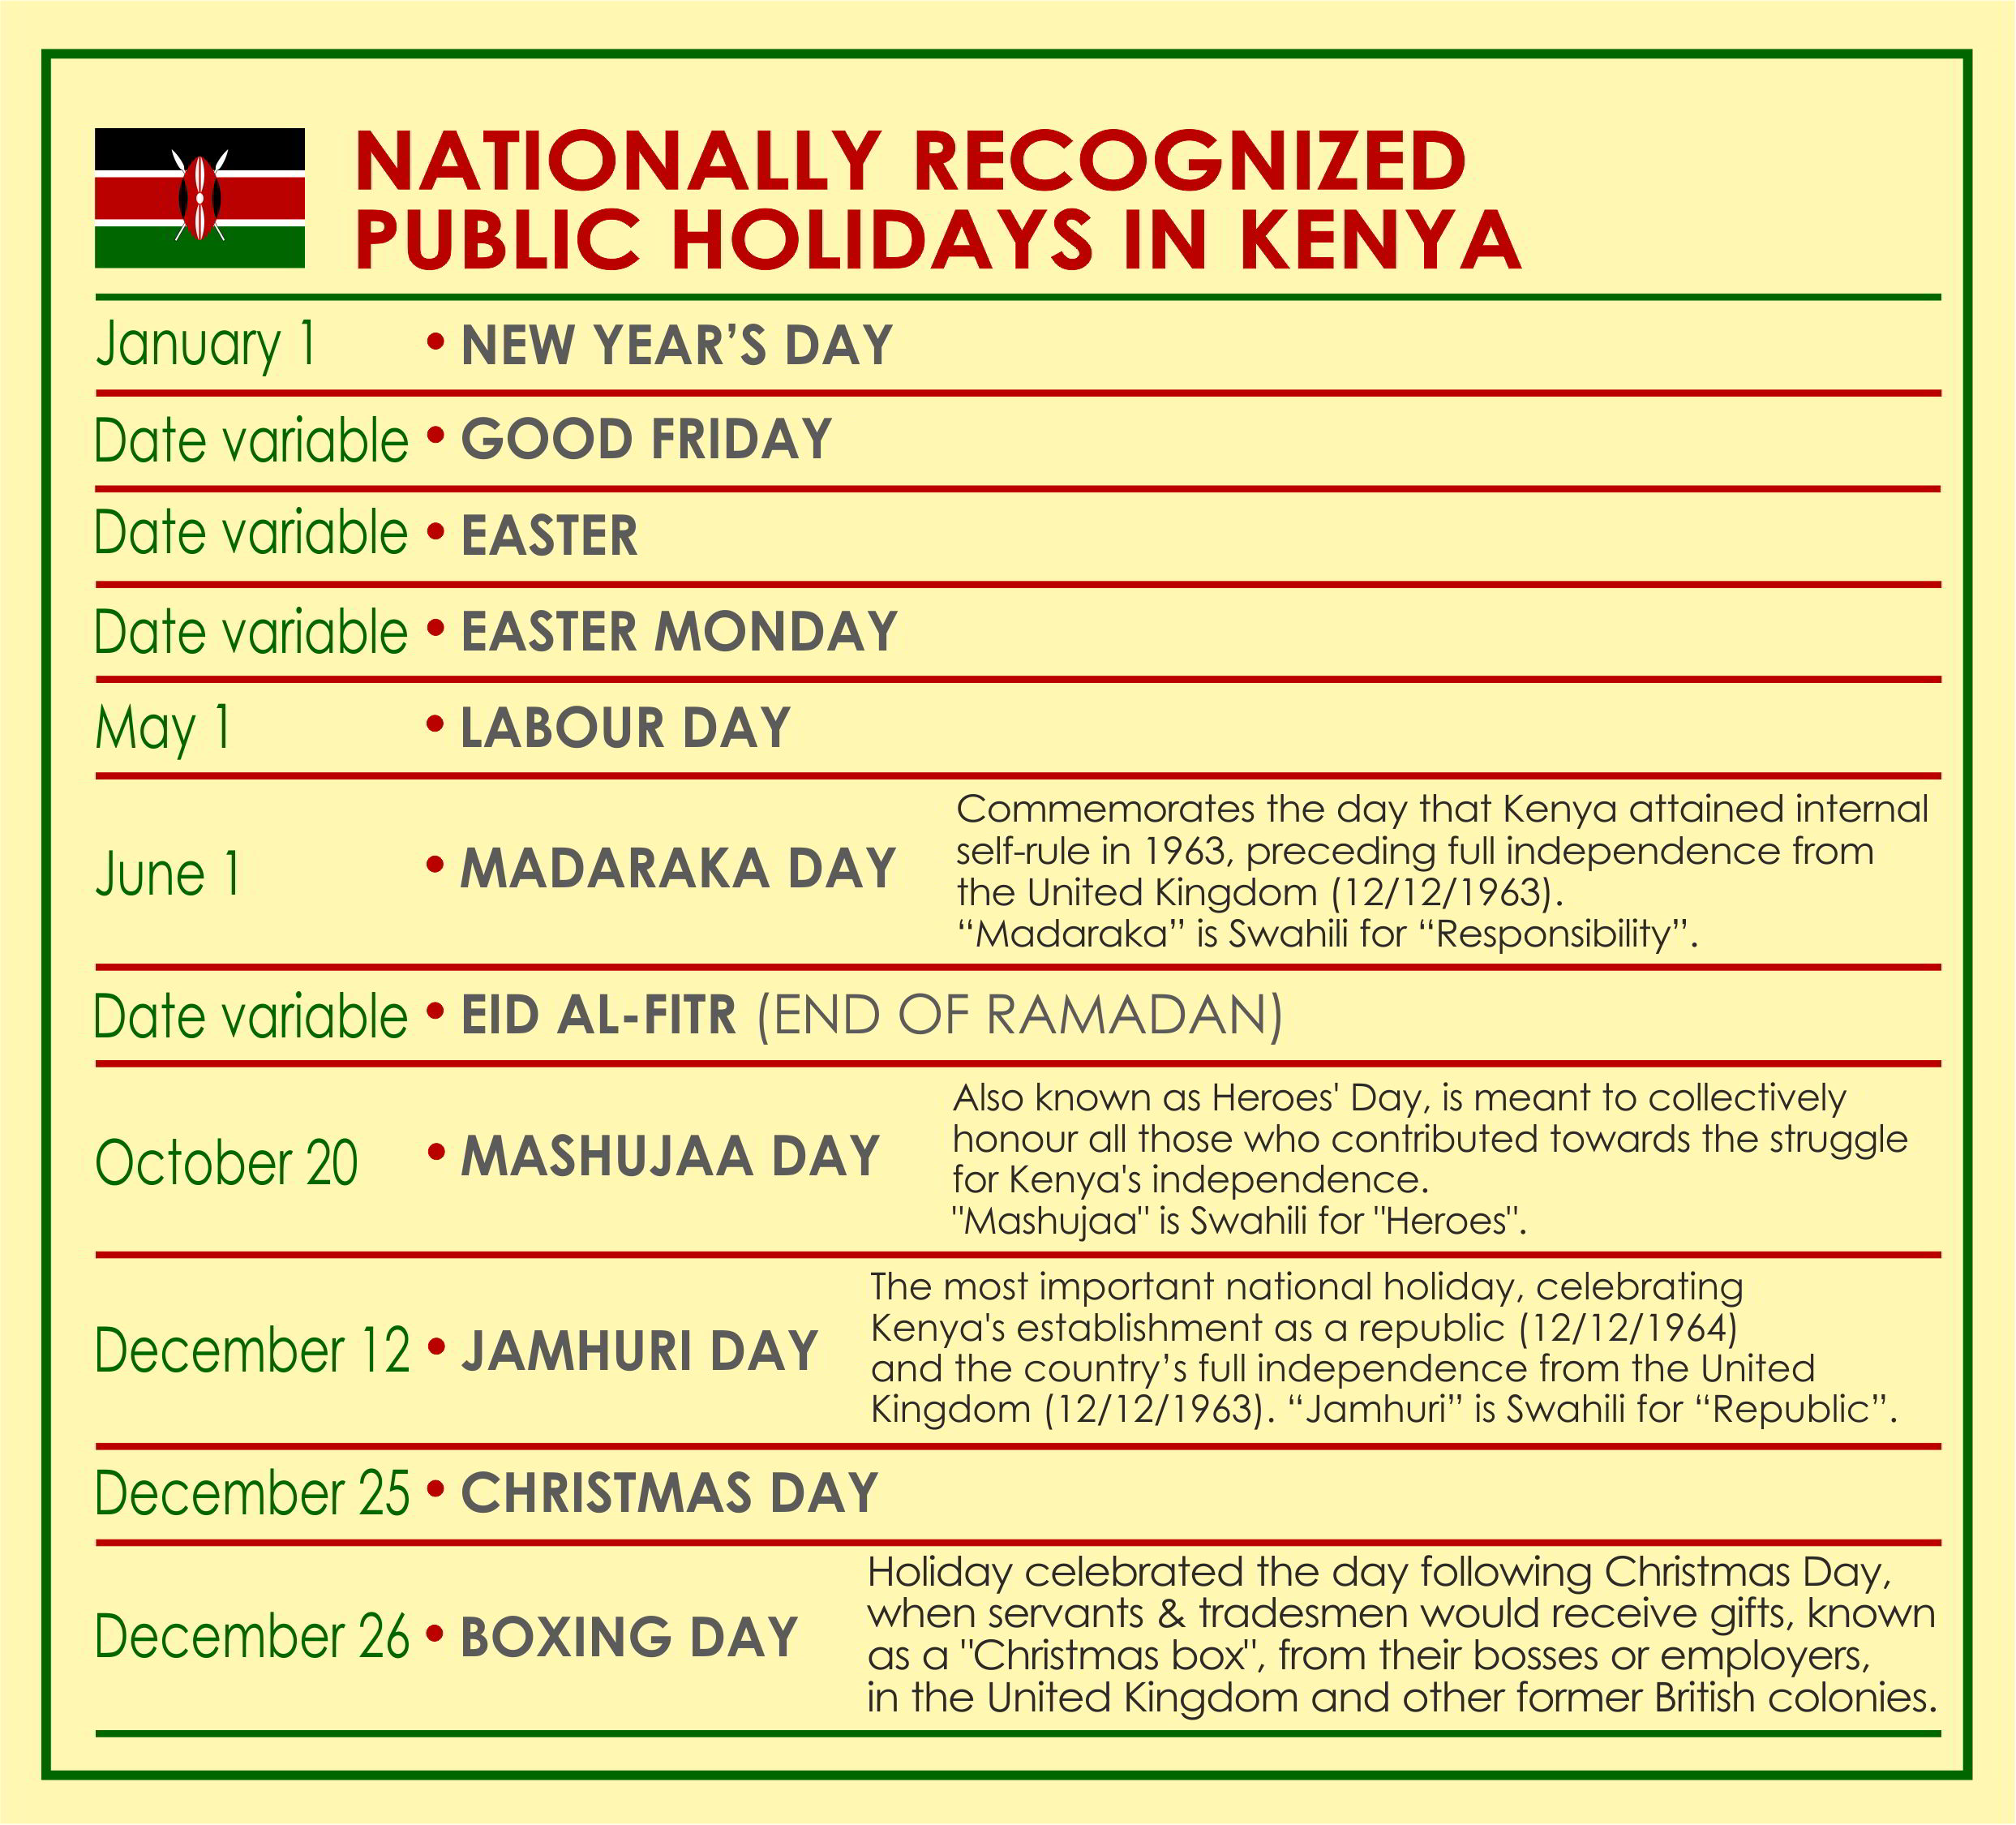 NATIONALLY RECOGNIZED
PUBLIC HOLIDAYS IN KENYA
January 1 • NEW YEAR’S DAY
Date variable • GOOD FRIDAY
Date variable • EASTER
Date variable • EASTER MONDAY
May 1 • LABOUR DAY
June 1 • MADARAKA DAY
Commemorates the day that Kenya attained internal
self-rule in 1963, preceding full independence from
the United Kingdom (12/12/1963).
“Madaraka” is Swahili for “Responsibility”.
Date variable • EID AL-FITR (END OF RAMADAN)
October 20 • MASHUJAA DAY
Also known as Heroes' Day, is meant to collectively
honour all those who contributed towards the struggle
for Kenya's independence.
"Mashujaa" is Swahili for "Heroes".
December 12 • JAMHURI DAY
The most important national holiday, celebrating
Kenya's establishment as a republic (12/12/1964)
and the country’s full independence from the United
Kingdom (12/12/1963). “Jamhuri” is Swahili for “Republic”.
December 25 • CHRISTMAS DAY
December 26 • BOXING DAY
Holiday celebrated the day following Christmas Day,
when servants & tradesmen would receive gifts, known
as a "Christmas box", from their bosses or employers,
in the United Kingdom and other former British colonies.